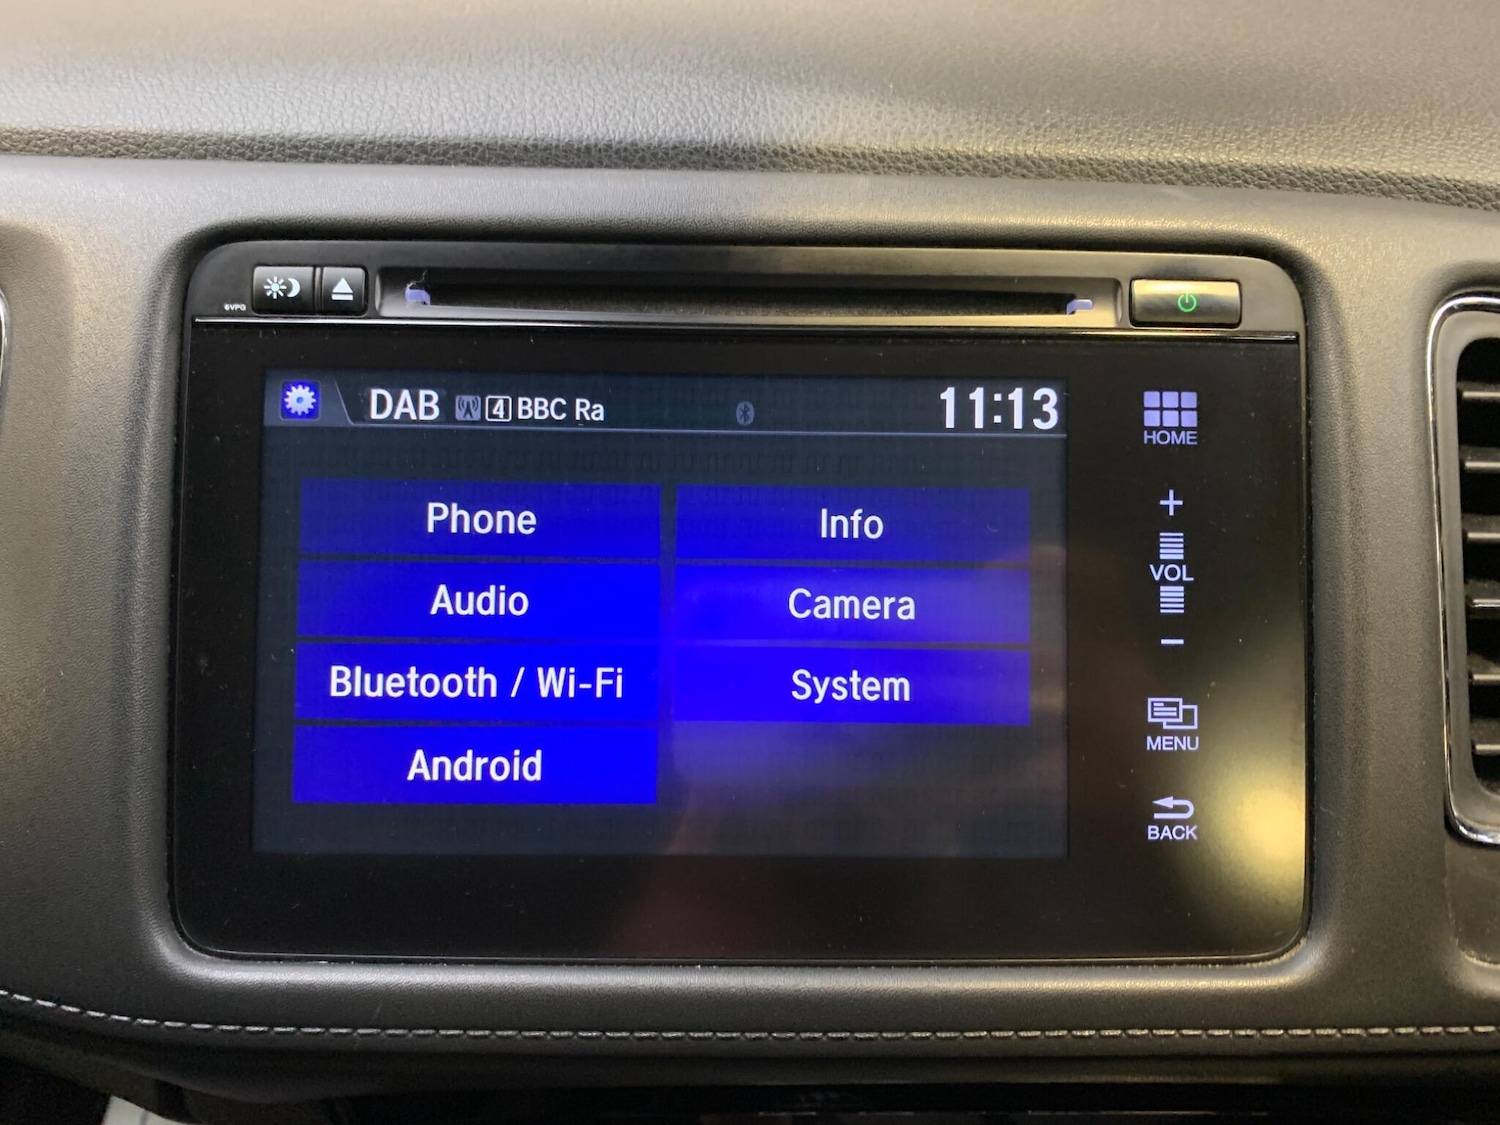 6VPG
DAB 4 BBC Ra 11:13
HOME
Phone
Info
Audio
Camera
Bluetooth / Wi-Fi
System
Android
+
VOL
−
MENU
BACK